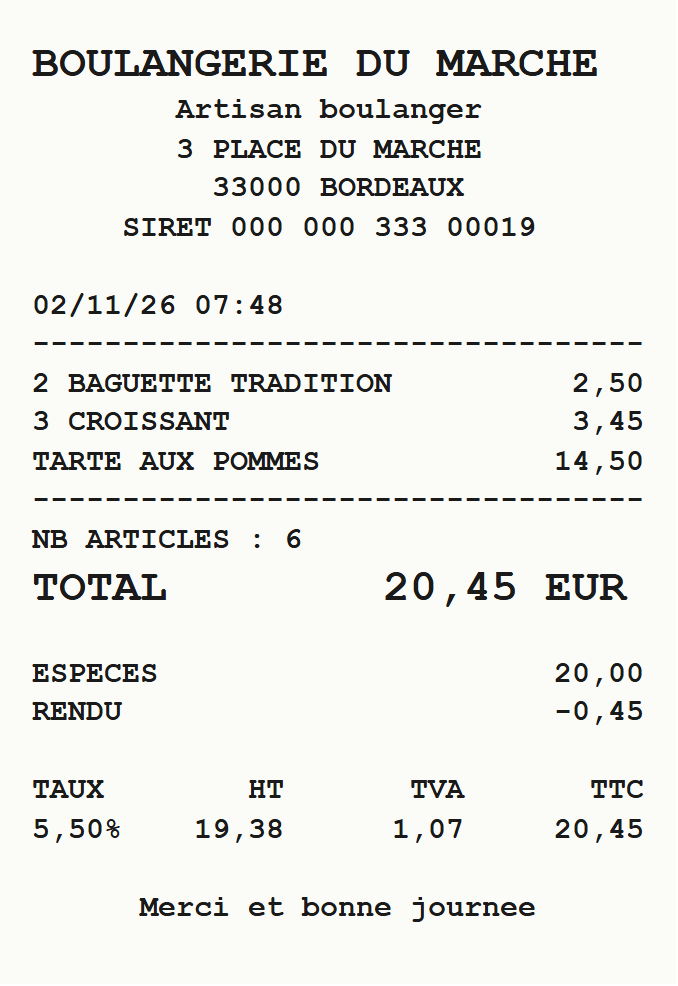 BOULANGERIE DU MARCHE
Artisan boulanger
3 PLACE DU MARCHE
33000 BORDEAUX
SIRET 000 000 333 00019
02/11/26 07:48
----------------------------------
2 BAGUETTE TRADITION 2,50
3 CROISSANT 3,45
TARTE AUX POMMES 14,50
----------------------------------
NB ARTICLES : 6
TOTAL 20,45 EUR
ESPECES 20,00
RENDU -0,45
TAUX HT TVA TTC
5,50% 19,38 1,07 20,45
Merci et bonne journee